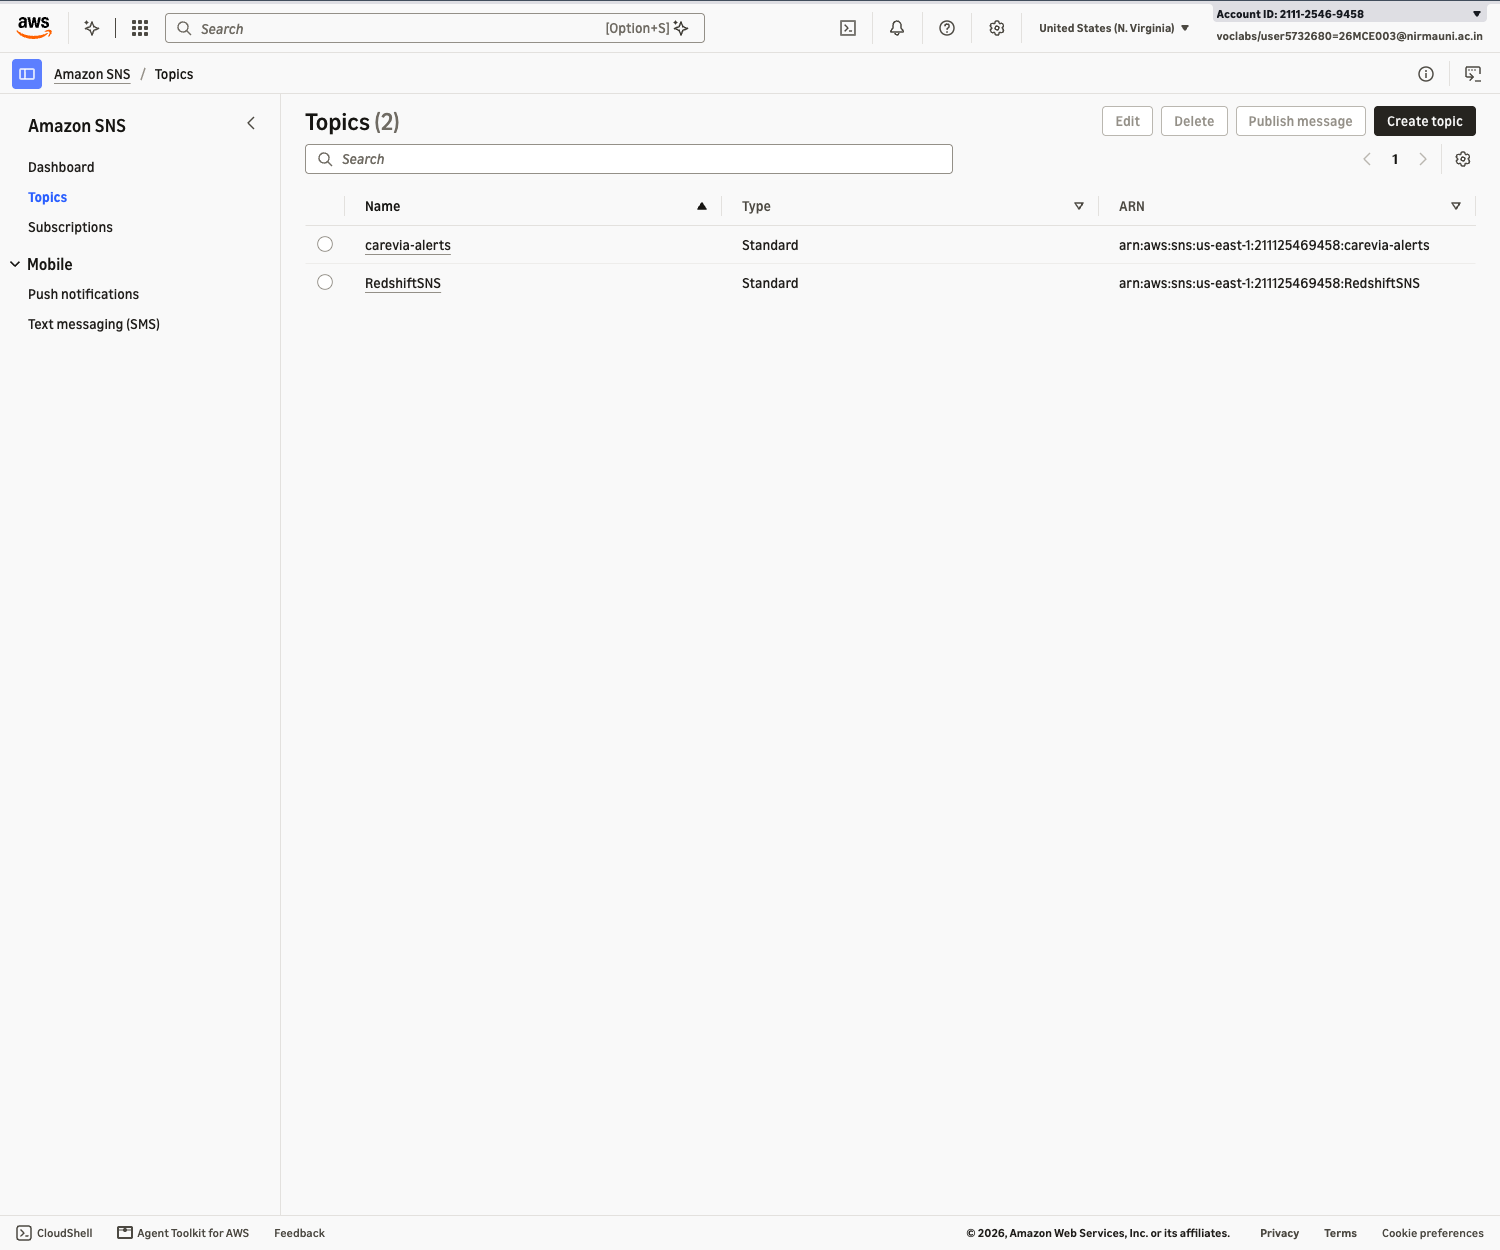 aws
Search [Option+S]
United States (N. Virginia)
Account ID: 2111-2546-9458
voclabs/user5732680=26MCE003@nirmauni.ac.in
Amazon SNS / Topics
Amazon SNS
Dashboard
Topics
Subscriptions
Mobile
Push notifications
Text messaging (SMS)
Topics (2)
Edit Delete Publish message Create topic
Search
1
Name Type ARN
carevia-alerts Standard arn:aws:sns:us-east-1:211125469458:carevia-alerts
RedshiftSNS Standard arn:aws:sns:us-east-1:211125469458:RedshiftSNS
CloudShell Agent Toolkit for AWS Feedback © 2026, Amazon Web Services, Inc. or its affiliates. Privacy Terms Cookie preferences